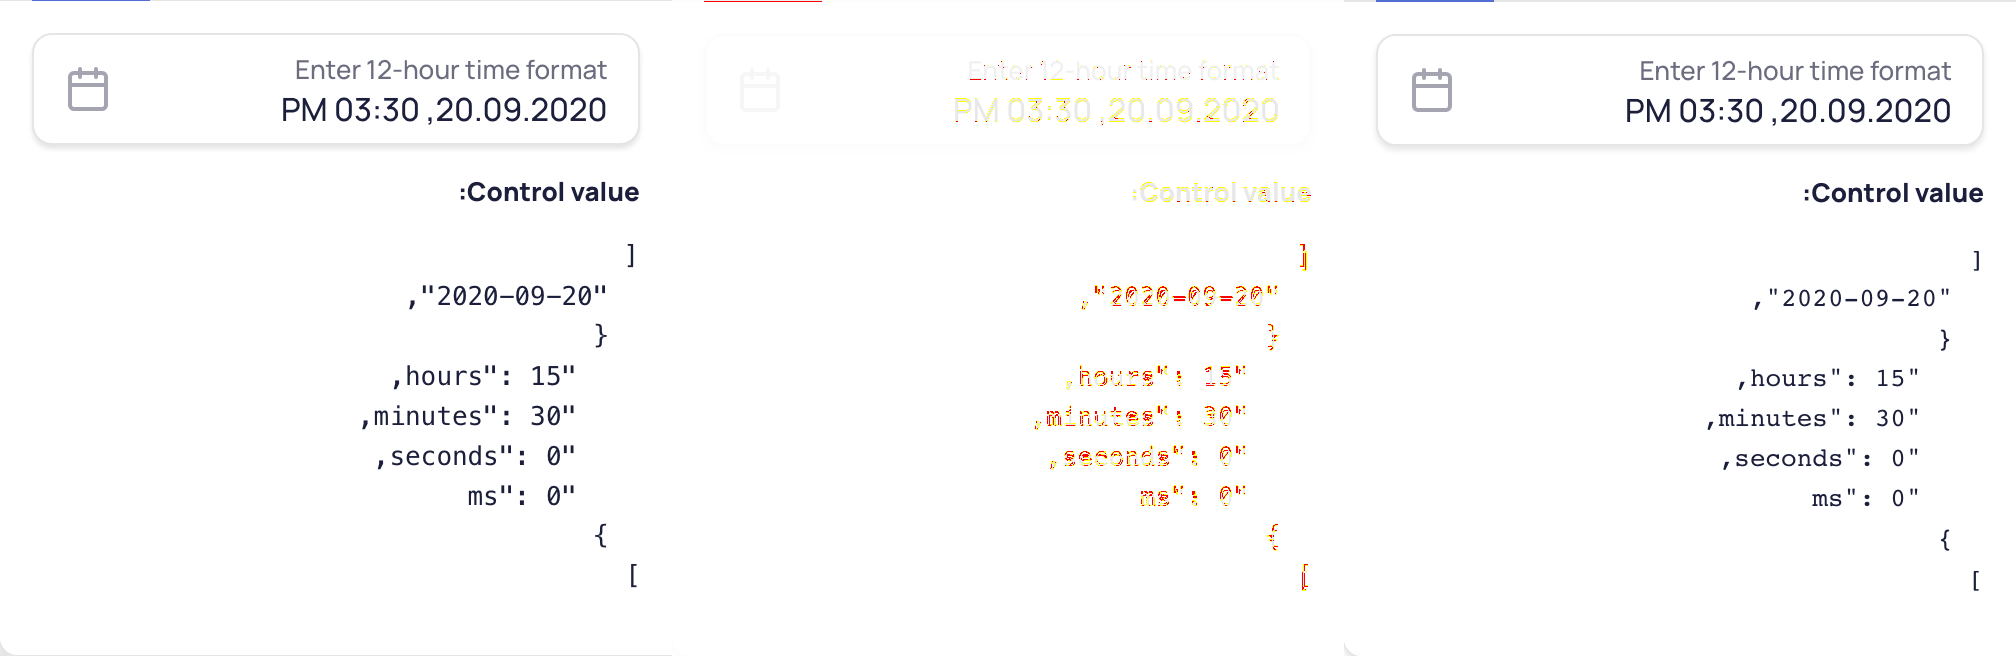 Enter 12-hour time format
PM 03:30 ,20.09.2020
:Control value
]
,"2020-09-20"
}
,hours": 15"
,minutes": 30"
,seconds": 0"
ms": 0"
{
[
Enter 12-hour time format
PM 03:30 ,20.09.2020
:Control value
]
,"2020-09-20"
}
,hours": 15"
,minutes": 30"
,seconds": 0"
ms": 0"
{
[
Enter 12-hour time format
PM 03:30 ,20.09.2020
:Control value
]
,"2020-09-20"
}
,hours": 15"
,minutes": 30"
,seconds": 0"
ms": 0"
{
[